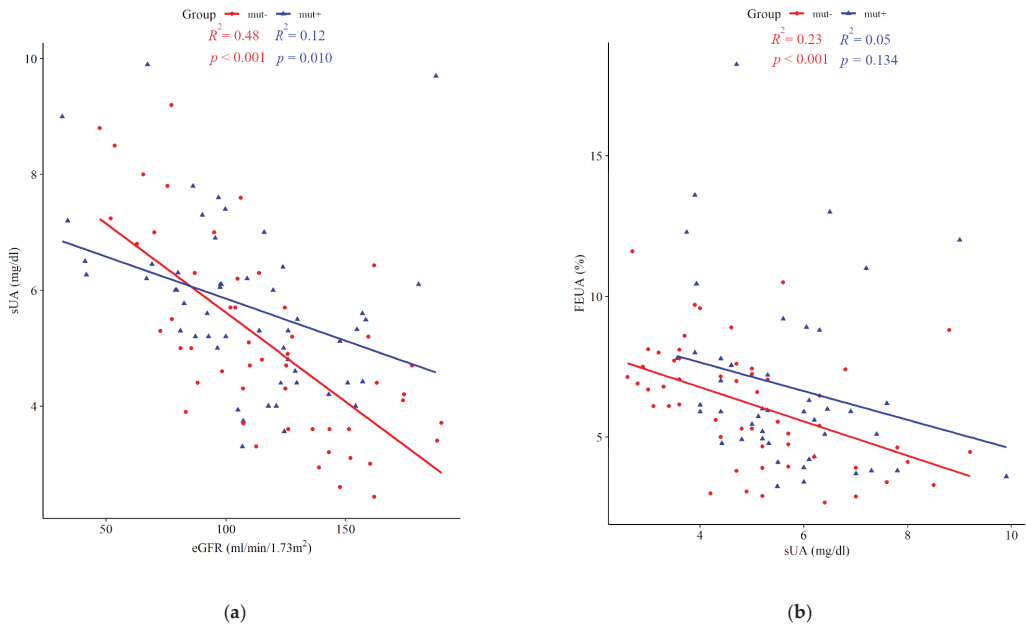 Group mut- mut+
R² = 0.48 R² = 0.12
p < 0.001 p = 0.010
10
8
6
4
sUA (mg/dl)
50 100 150
eGFR (ml/min/1.73m²)
(a)
Group mut- mut+
R² = 0.23 R² = 0.05
p < 0.001 p = 0.134
15
10
5
FEUA (%)
4 6 8 10
sUA (mg/dl)
(b)